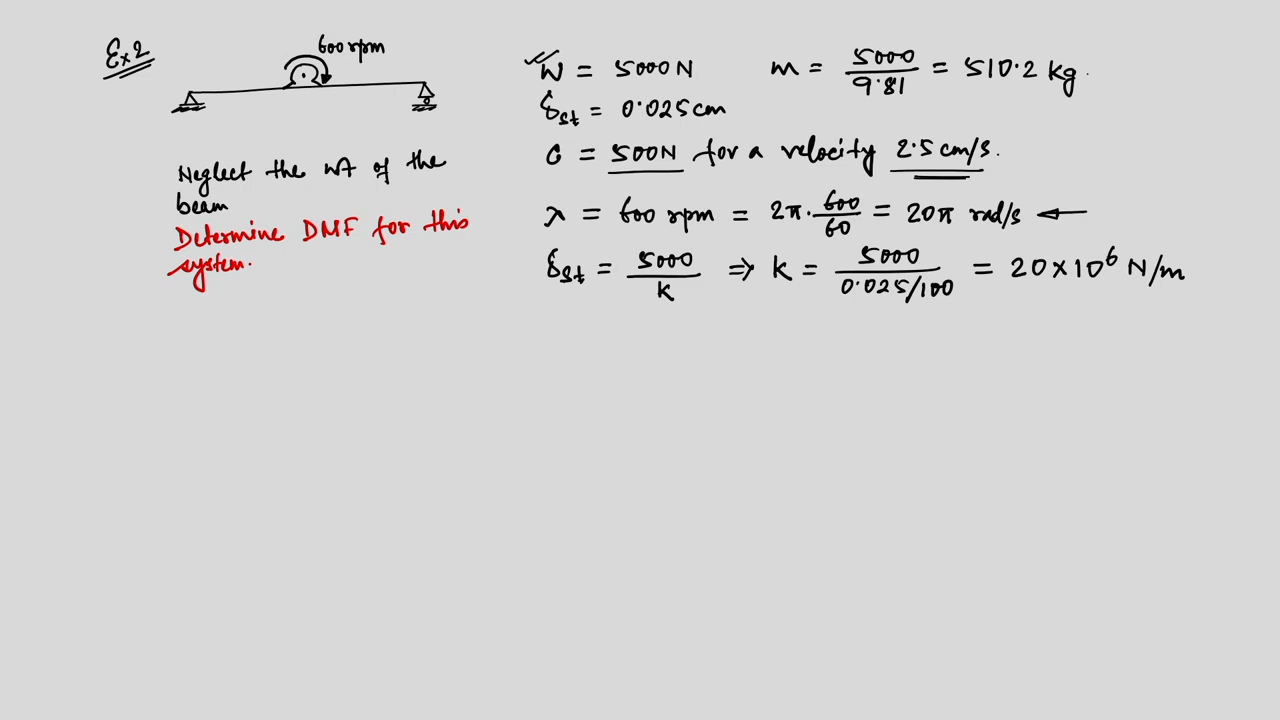 Ex2
600 rpm
Neglect the wt of the
beam
Determine DMF for this
system.
W = 5000 N m = 5000/9.81 = 510.2 kg.
δst = 0.025 cm
C = 500N for a velocity 2.5 cm/s.
λ = 600 rpm = 2π · 600/60 = 20π rad/s ←
δst = 5000/K ⇒ K = 5000/(0.025/100) = 20×10⁶ N/m